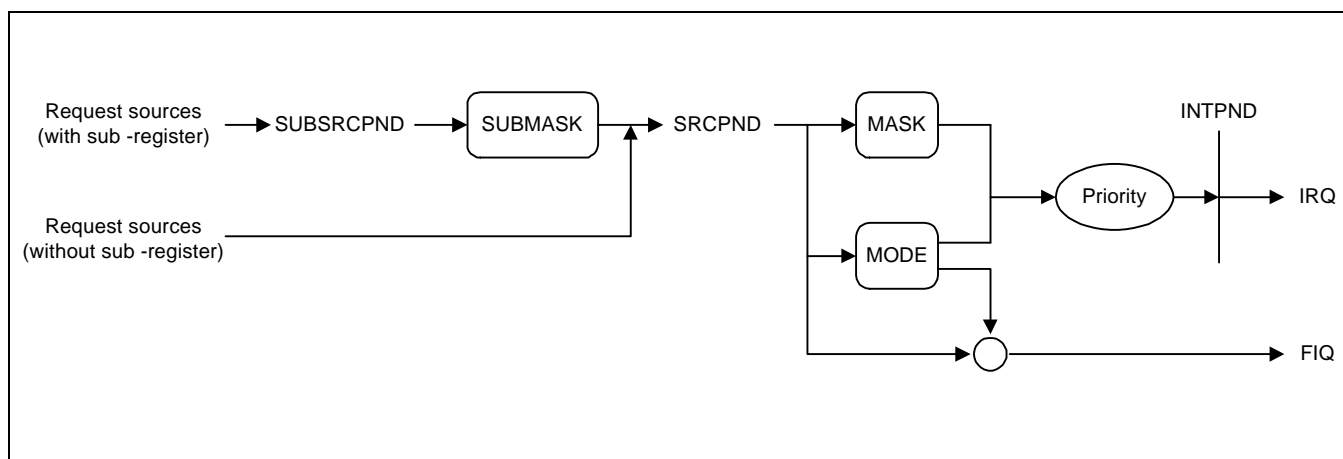 Request sources
(with sub -register)
SUBSRCPND
SUBMASK
SRCPND
MASK
INTPND
Priority
IRQ
Request sources
(without sub -register)
MODE
FIQ